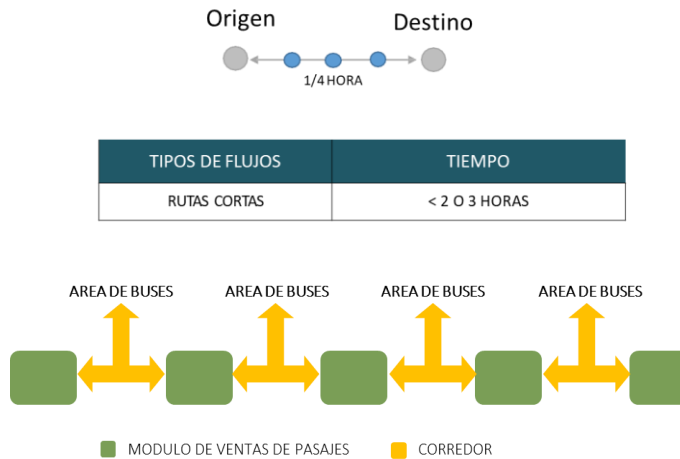 Origen Destino
1/4 HORA
TIPOS DE FLUJOS TIEMPO
RUTAS CORTAS < 2 O 3 HORAS
AREA DE BUSES AREA DE BUSES AREA DE BUSES AREA DE BUSES
MODULO DE VENTAS DE PASAJES CORREDOR